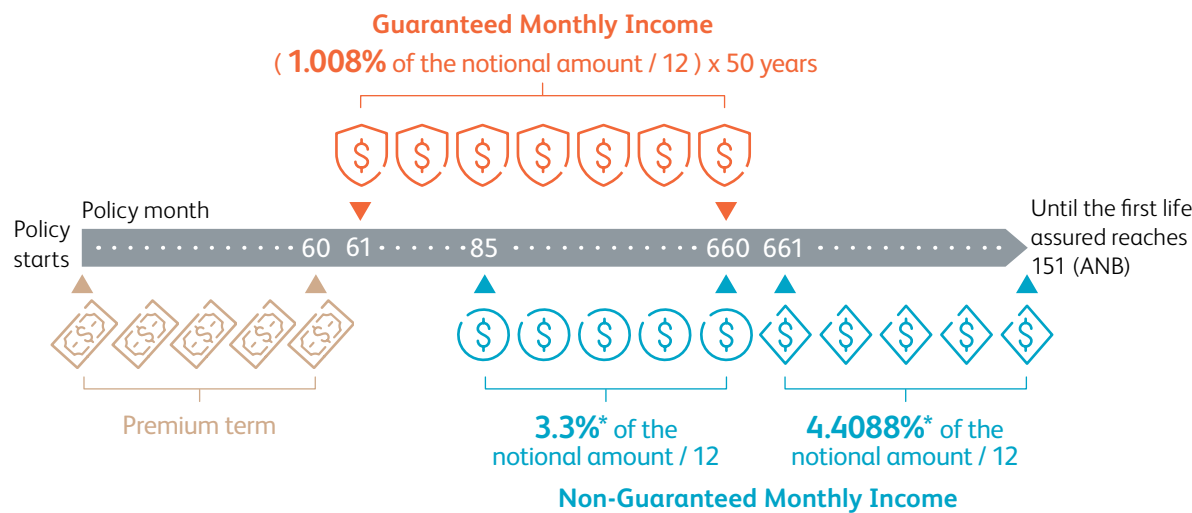 Guaranteed Monthly Income
( 1.008% of the notional amount / 12 ) x 50 years
$ $ $ $ $ $ $
Policy month
Policy
starts
60 61 85 660 661
Until the first life
assured reaches
151 (ANB)
$ $ $ $ $
$ $ $ $ $ $ $ $ $ $
Premium term
3.3%* of the
notional amount / 12
4.4088%* of the
notional amount / 12
Non-Guaranteed Monthly Income